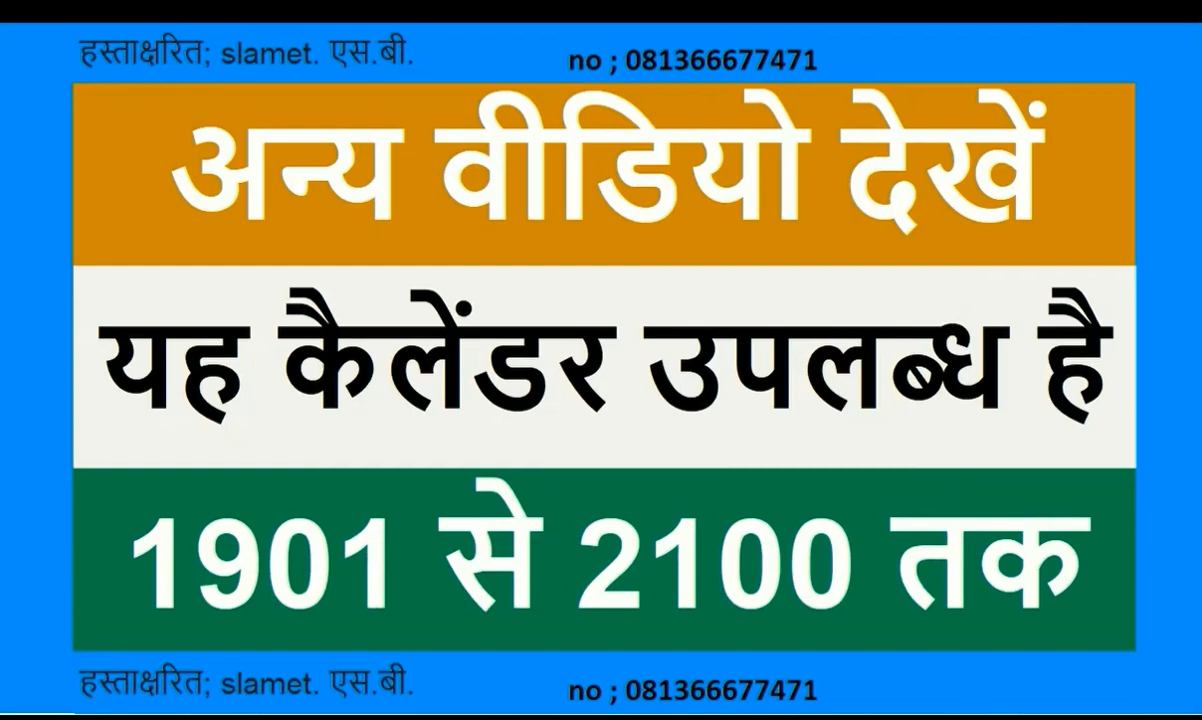 हस्ताक्षरित; slamet. एस.बी. no ; 081366677471
अन्य वीडियो देखें
यह कैलेंडर उपलब्ध है
1901 से 2100 तक
हस्ताक्षरित; slamet. एस.बी. no ; 081366677471